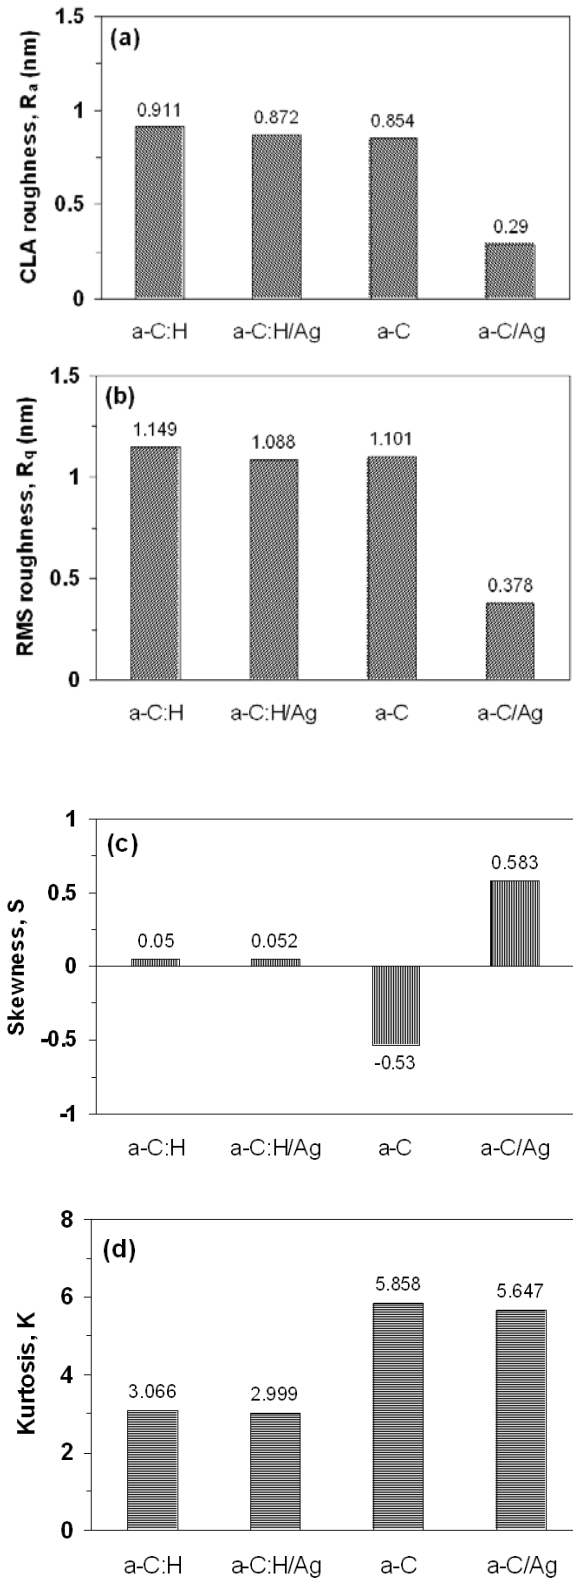 (a)
CLA roughness, Ra (nm)
1.5
1
0.5
0
0.911
0.872
0.854
0.29
a-C:H a-C:H/Ag a-C a-C/Ag
(b)
RMS roughness, Rq (nm)
1.5
1
0.5
0
1.149
1.088
1.101
0.378
a-C:H a-C:H/Ag a-C a-C/Ag
(c)
Skewness, S
1
0.5
0
-0.5
-1
0.05
0.052
-0.53
0.583
a-C:H a-C:H/Ag a-C a-C/Ag
(d)
Kurtosis, K
8
6
4
2
0
3.066
2.999
5.858
5.647
a-C:H a-C:H/Ag a-C a-C/Ag